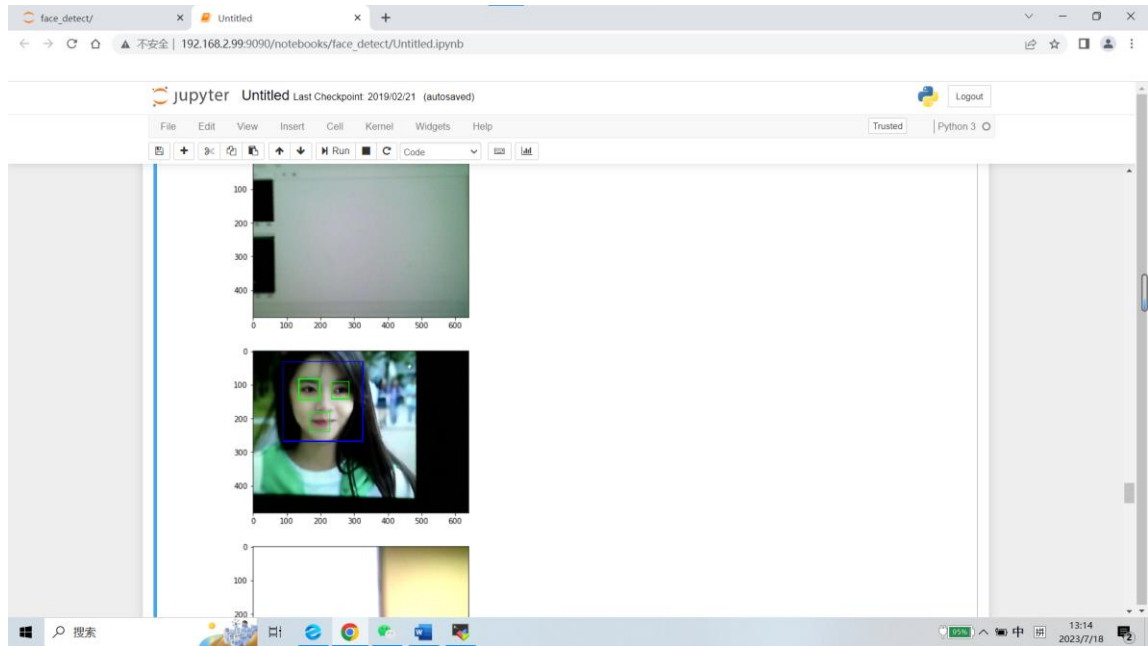 face_detect/
Untitled
不安全 | 192.168.2.99:9090/notebooks/face_detect/Untitled.ipynb
jupyter Untitled Last Checkpoint: 2019/02/21 (autosaved)
Logout
File Edit View Insert Cell Kernel Widgets Help
Trusted
Python 3
Run
Code
100
200
300
400
0 100 200 300 400 500 600
0
100
200
300
400
0 100 200 300 400 500 600
0
100
200
搜索
95%
中
拼
13:14
2023/7/18
2